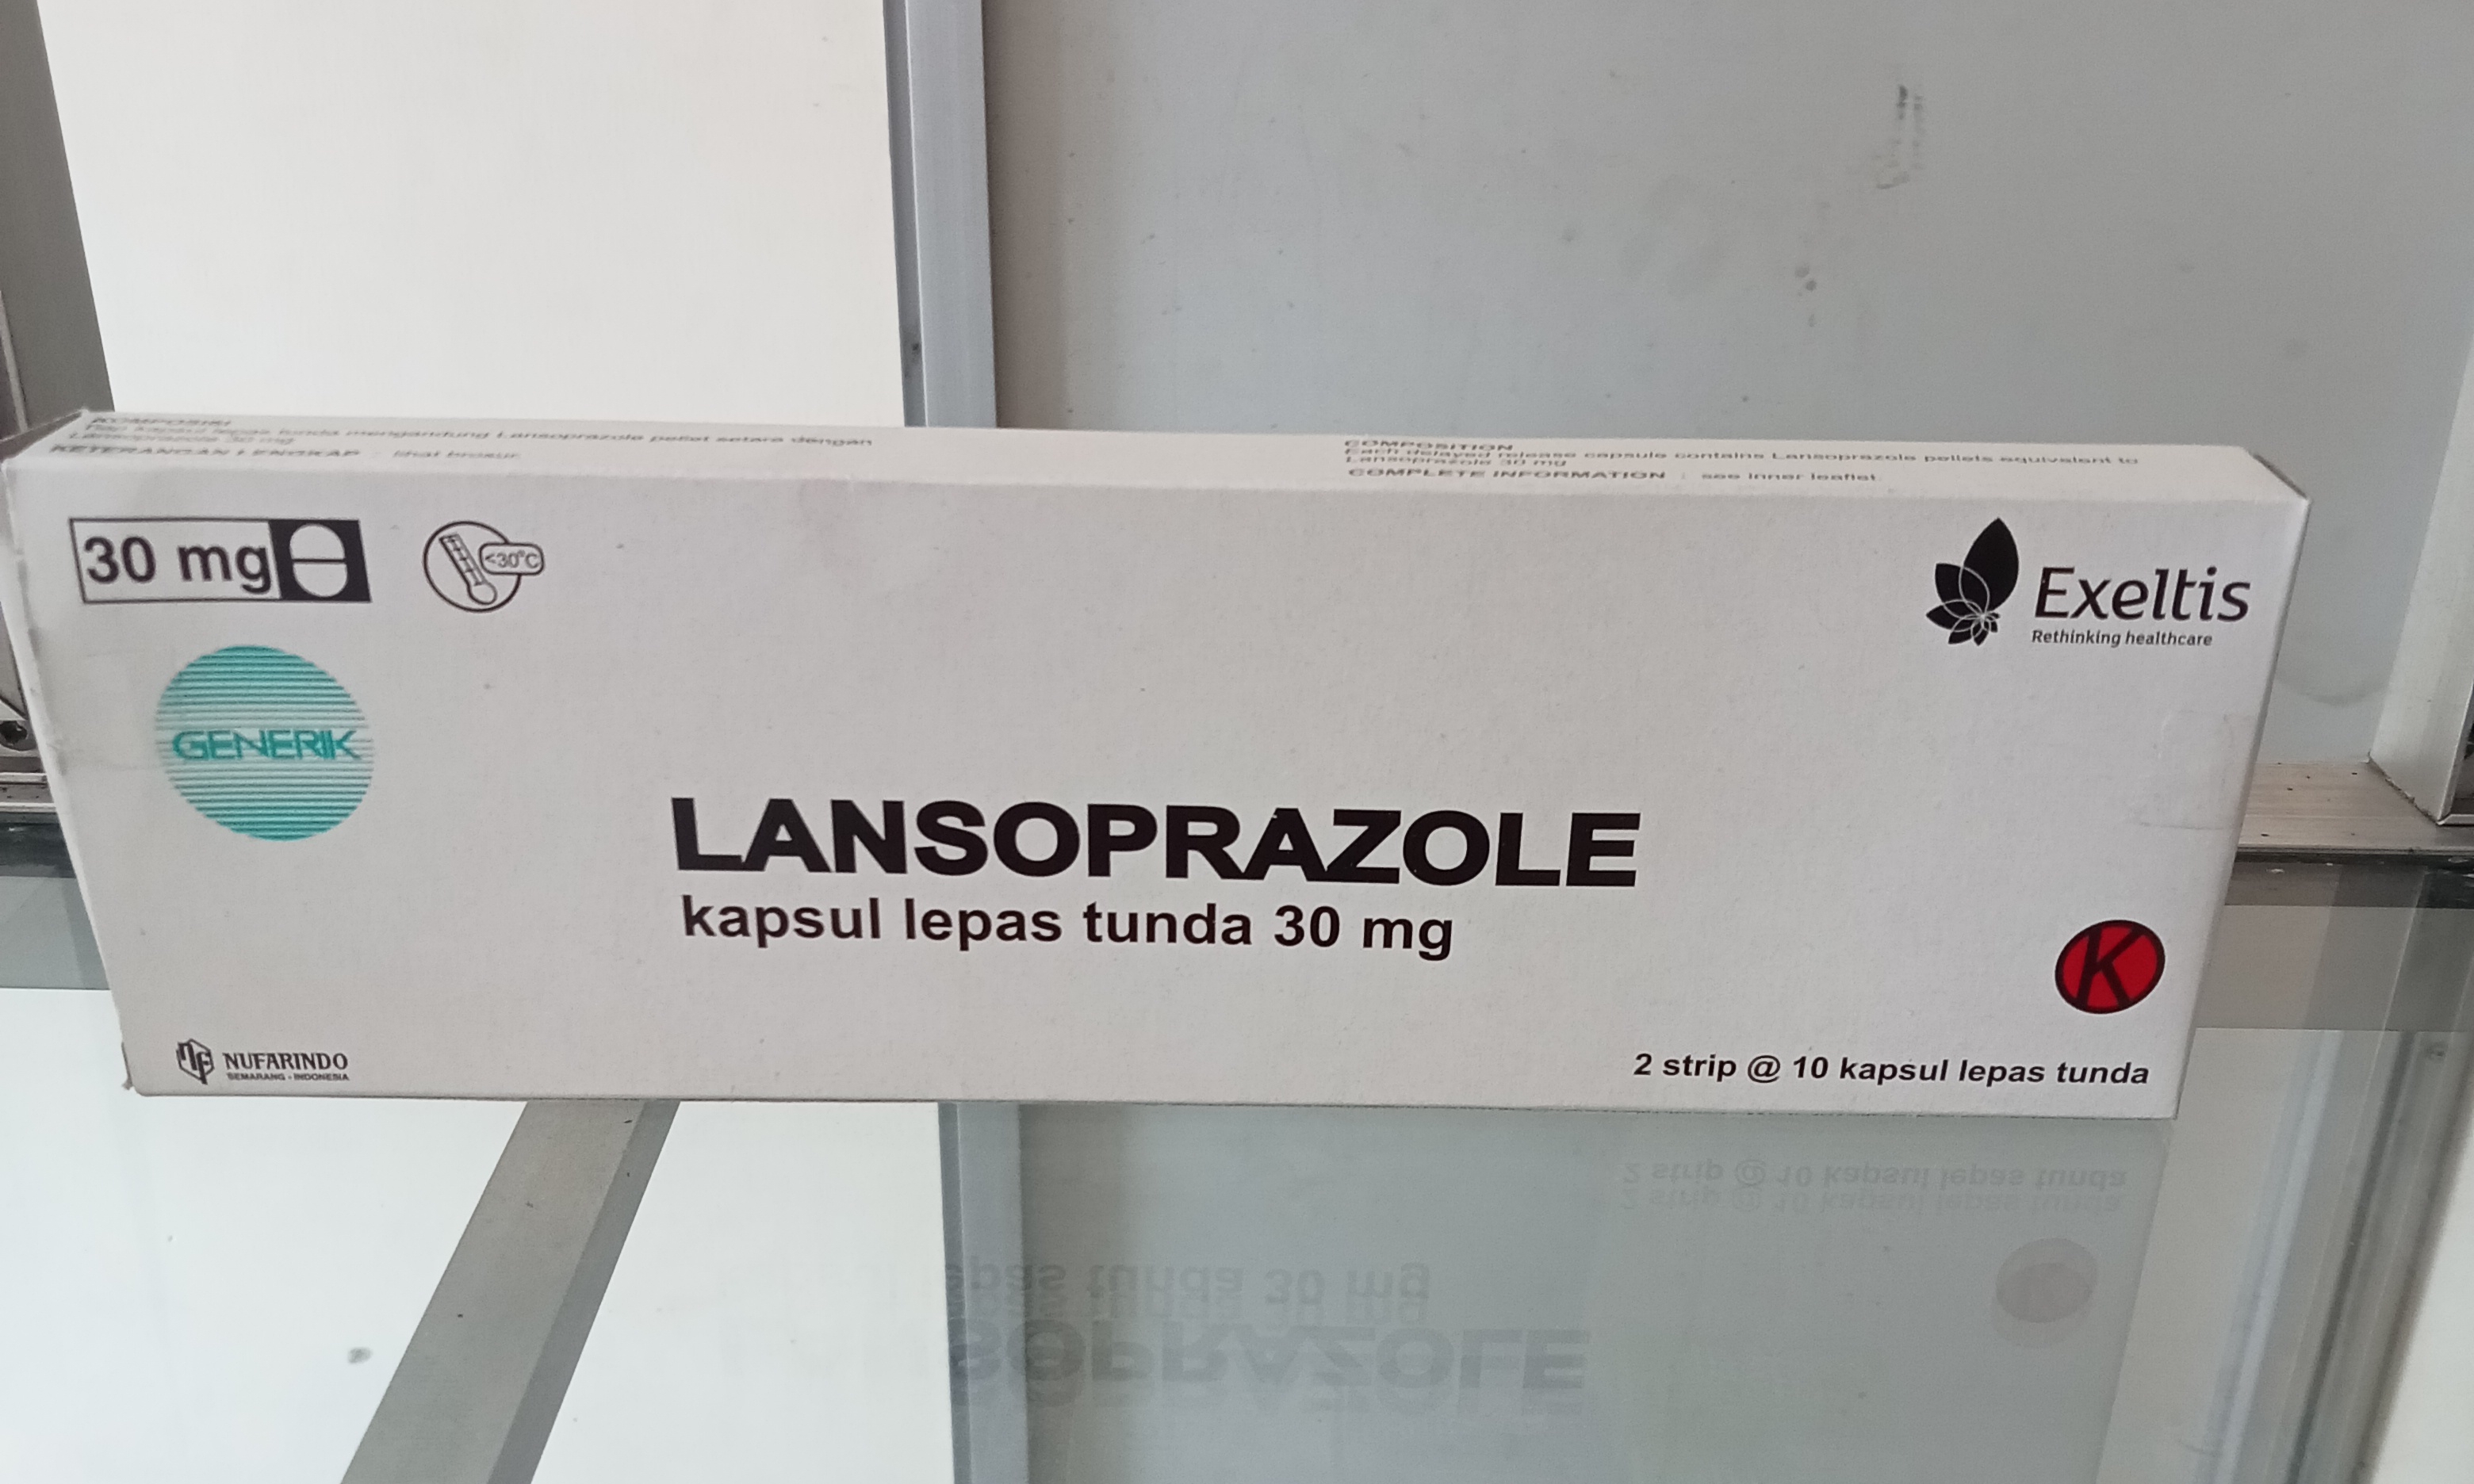 KOMPOSISI
Tiap kapsul lepas tunda mengandung Lansoprazole pellet setara dengan
Lansoprazole 30 mg
KETERANGAN LENGKAP : lihat brosur
COMPOSITION
Each delayed release capsule contains Lansoprazole pellets equivalent to
Lansoprazole 30 mg
COMPLETE INFORMATION : see inner leaflet
30 mg
<30°C
Exeltis
Rethinking healthcare
GENERIK
LANSOPRAZOLE
kapsul lepas tunda 30 mg
K
NUFARINDO
SEMARANG - INDONESIA
2 strip @ 10 kapsul lepas tunda